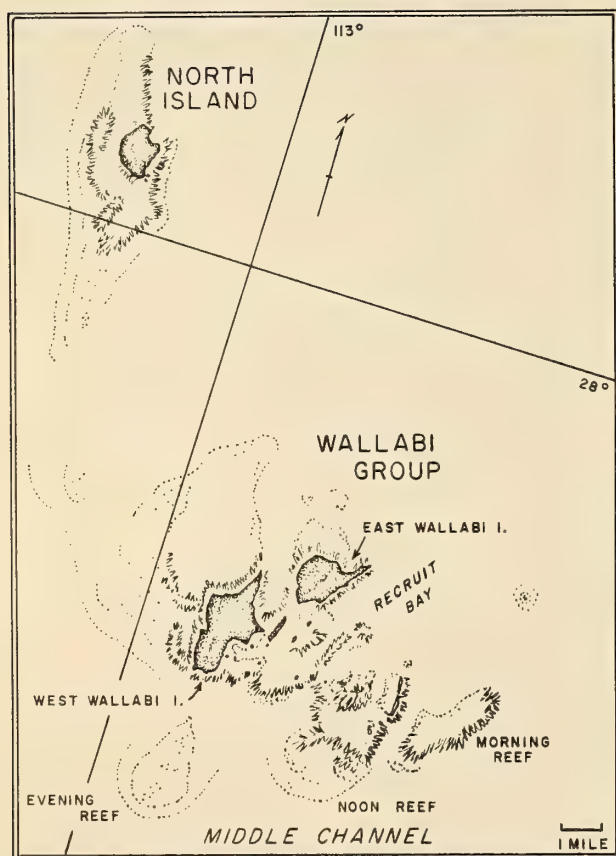 113°
NORTH
ISLAND
N
28°
WALLABI
GROUP
EAST WALLABI I.
RECRUIT
BAY
WEST WALLABI I.
MORNING
REEF
EVENING
REEF
NOON REEF
MIDDLE CHANNEL
1 MILE